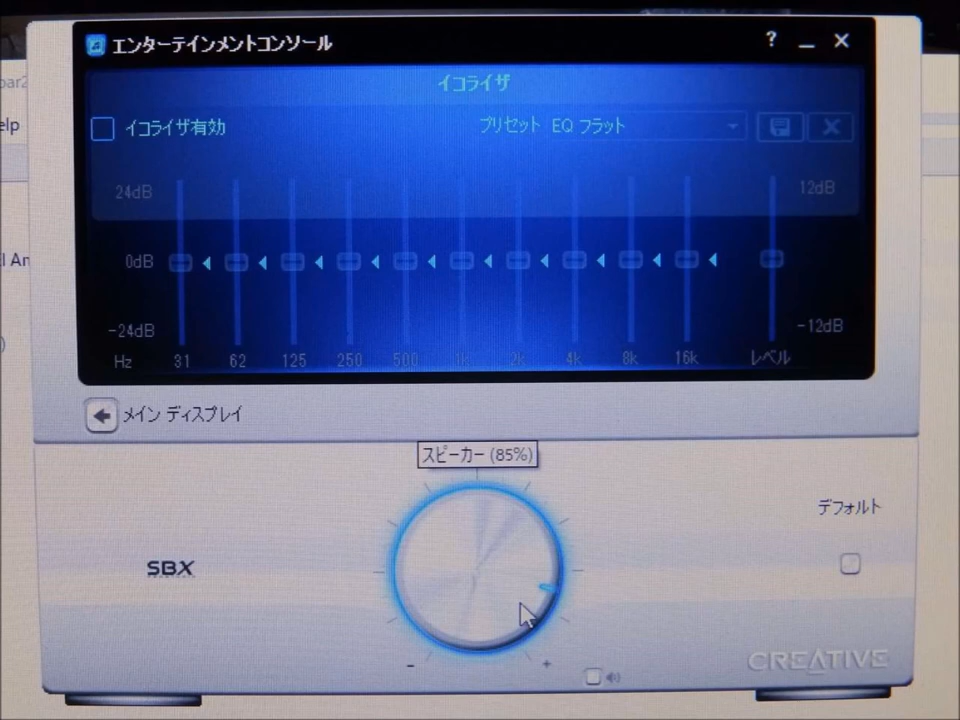 エンターテインメントコンソール ?
イコライザ
イコライザ有効 プリセット EQ フラット
24dB 12dB
0dB
-24dB -12dB
Hz 31 62 125 250 500 1k 2k 4k 8k 16k レベル
メイン ディスプレイ
スピーカー (85%)
デフォルト
SBX
- +
CREATIVE
elp